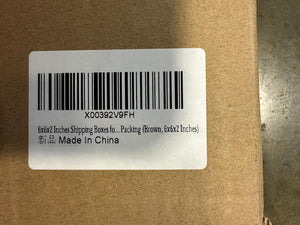 X00392V9FH
6x6x2 Inches Shipping Boxes fo... Packing (Brown, 6x6x2 Inches)
新品 Made In China